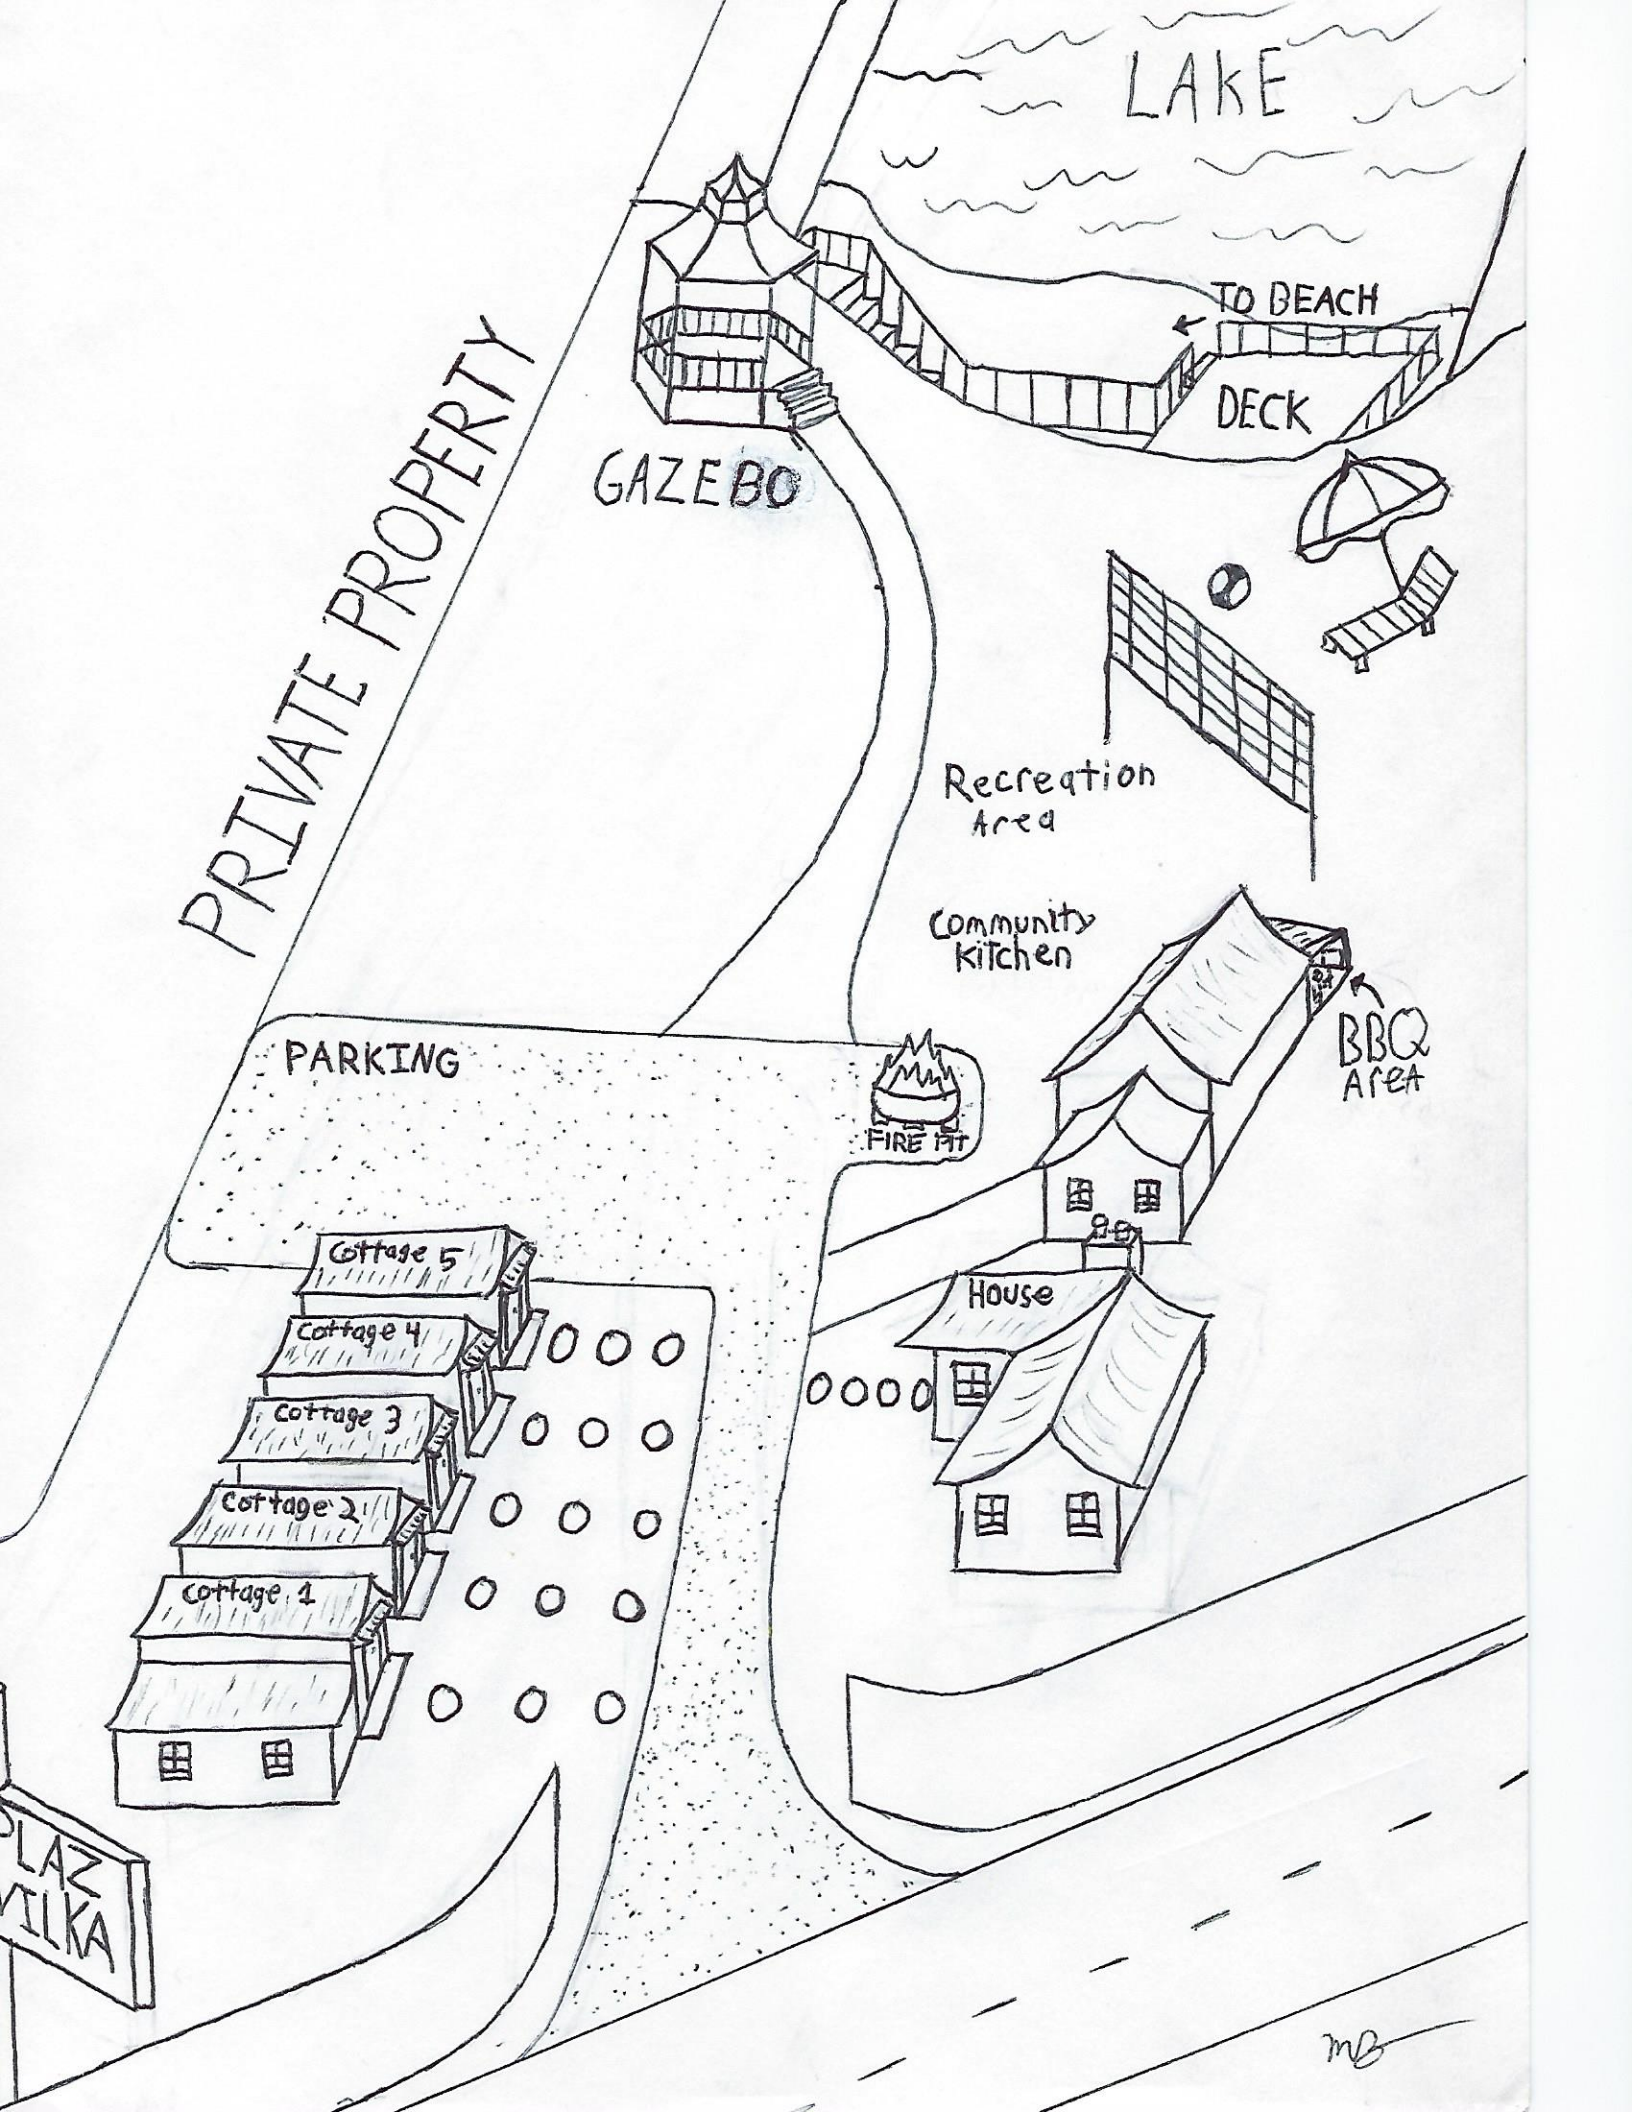 LAKE
TO BEACH
DECK
GAZEBO
PRIVATE PROPERTY
Recreation
Area
Community
Kitchen
BBQ
Area
PARKING
FIRE PIT
Cottage 5
Cottage 4
Cottage 3
Cottage 2
Cottage 1
House
PLAZ
VILKA
MB